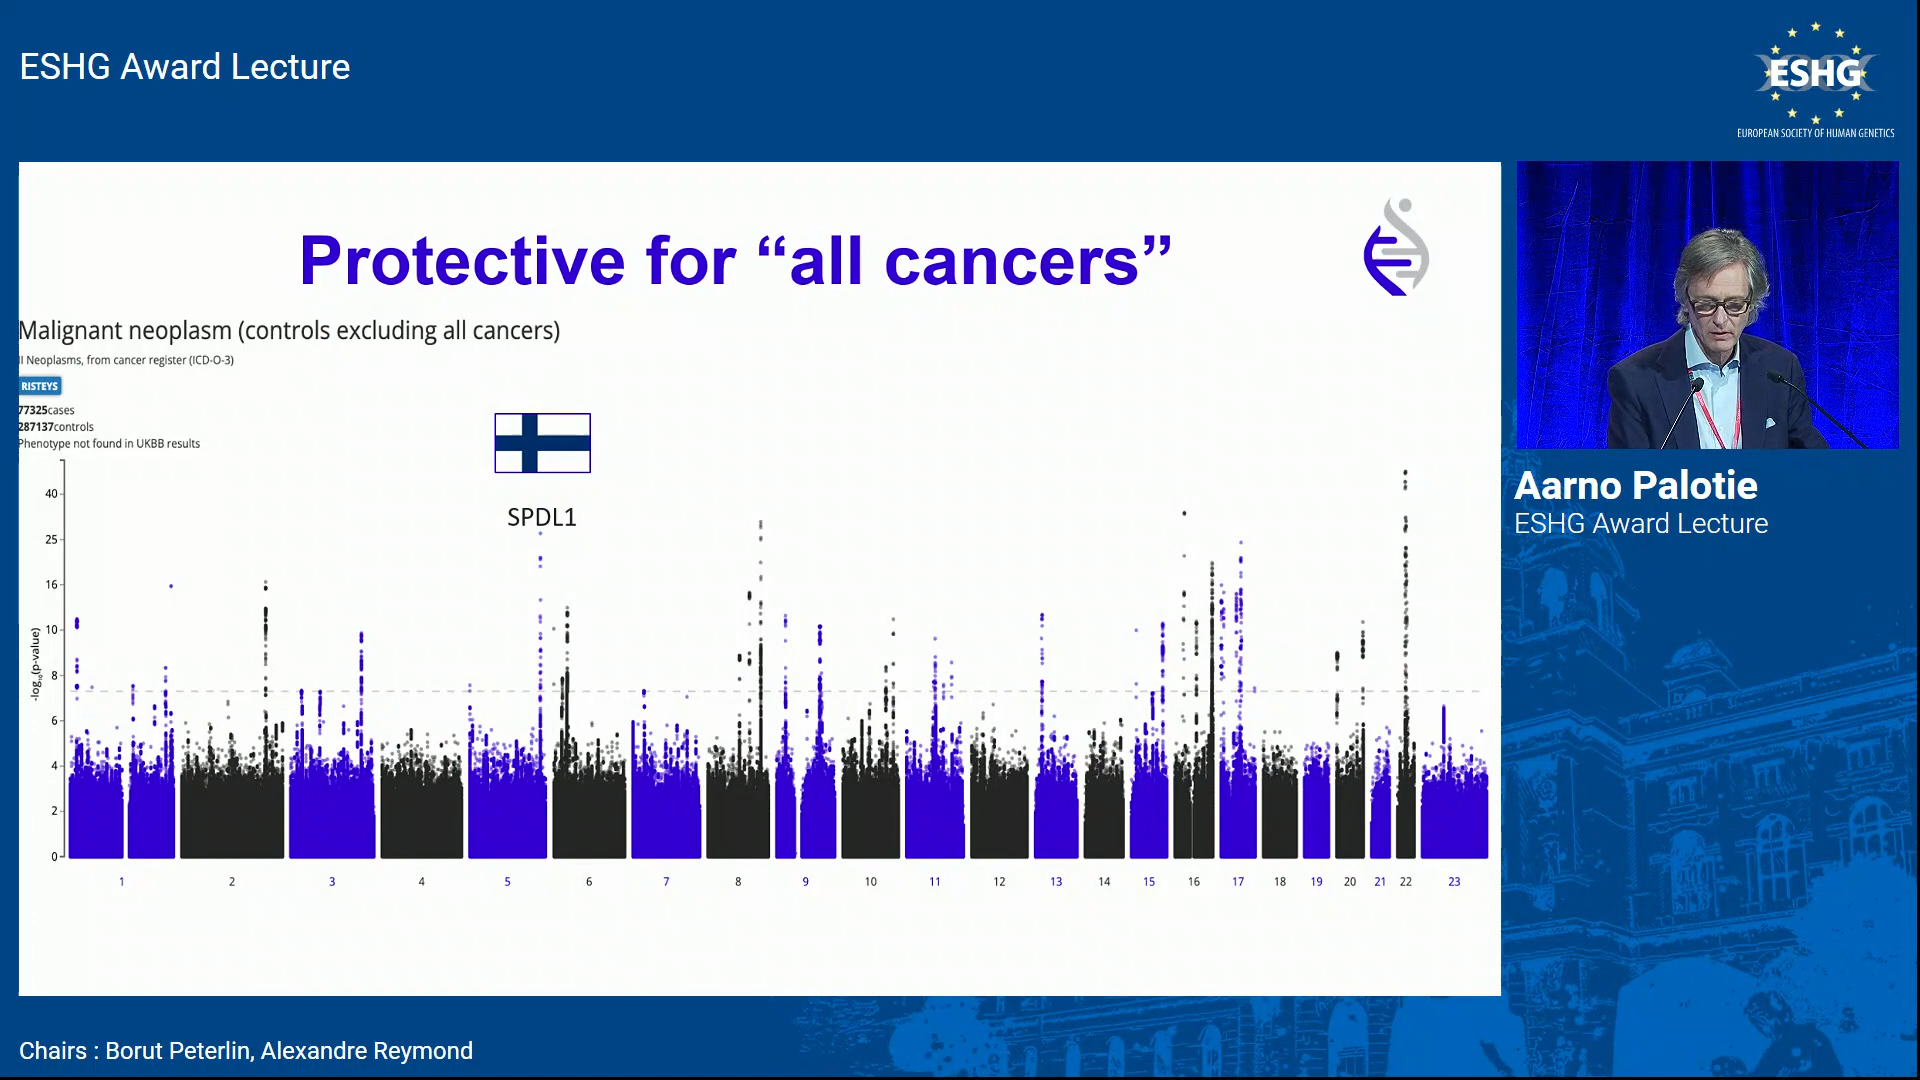 ESHG Award Lecture
ESHG
EUROPEAN SOCIETY OF HUMAN GENETICS
Protective for “all cancers”
Malignant neoplasm (controls excluding all cancers)
II Neoplasms, from cancer register (ICD-O-3)
RISTEYS
77325cases
287137controls
Phenotype not found in UKBB results
SPDL1
40
25
16
10
8
6
4
2
0
-log₁₀(p-value)
1 2 3 4 5 6 7 8 9 10 11 12 13 14 15 16 17 18 19 20 21 22 23
Aarno Palotie
ESHG Award Lecture
Chairs : Borut Peterlin, Alexandre Reymond